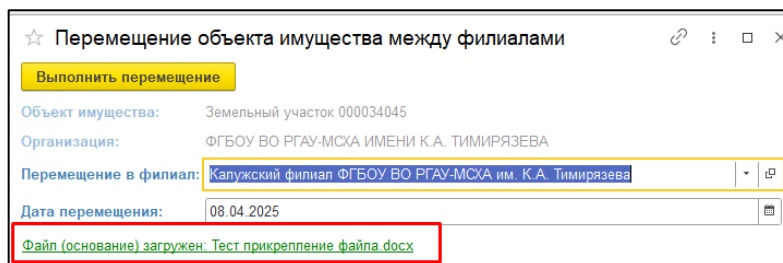 Перемещение объекта имущества между филиалами
Выполнить перемещение
Объект имущества: Земельный участок 000034045
Организация: ФГБОУ ВО РГАУ-МСХА ИМЕНИ К.А. ТИМИРЯЗЕВА
Перемещение в филиал: Калужский филиал ФГБОУ ВО РГАУ-МСХА им. К.А. Тимирязева
Дата перемещения: 08.04.2025
Файл (основание) загружен: Тест прикрепление файла.docx